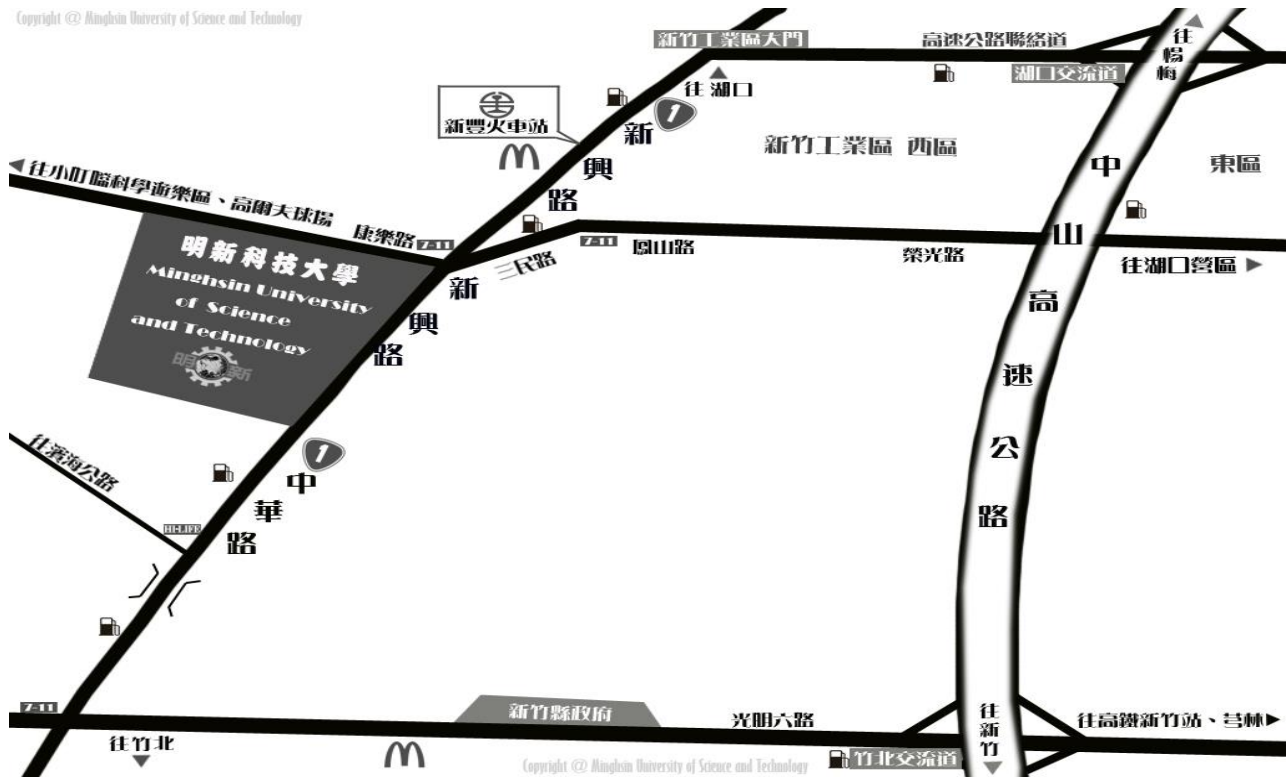 Copyright @ Minghsin University of Science and Technology
新竹工業區大門
高速公路聯絡道
往楊梅
湖口交流道
往湖口
新豐火車站
1
新興路
新竹工業區 西區
東區
往小叮噹科學遊樂區、高爾夫球場
康樂路
7-11
7-11
鳳山路
三民路
榮光路
往湖口營區
中山高速公路
明新科技大學
Minghsin University
of Science
and Technology
明新
新興路
1
中華路
往濱海公路
HI-LIFE
7-11
新竹縣政府
光明六路
往新竹
往高鐵新竹站、芎林
往竹北
竹北交流道
Copyright @ Minghsin University of Science and Technology